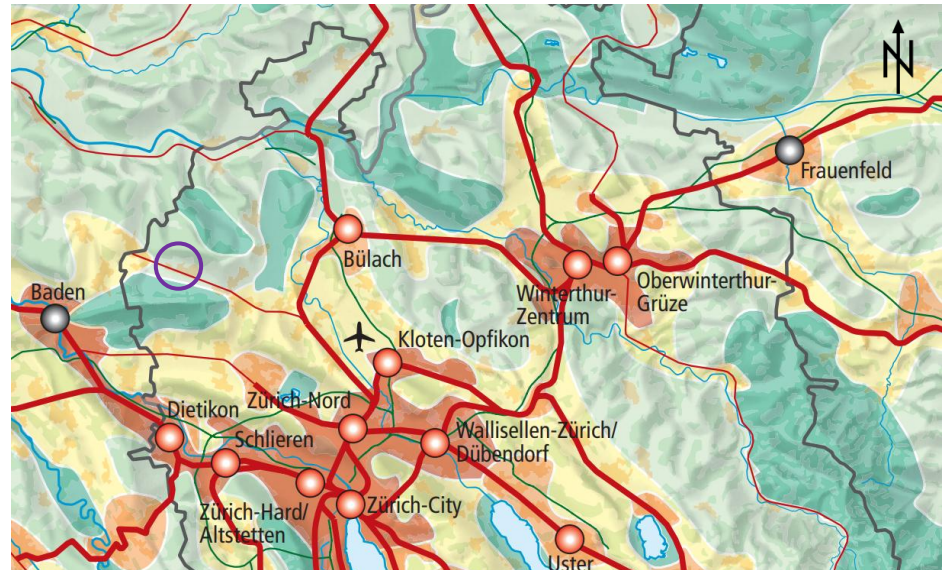 N
Frauenfeld
Bülach
Baden
Winterthur-
Zentrum
Oberwinterthur-
Grüze
Kloten-Opfikon
Zürich-Nord
Dietikon
Schlieren
Wallisellen-Zürich/
Dübendorf
Zürich-Hard/
Altstetten
Zürich-City
Uster